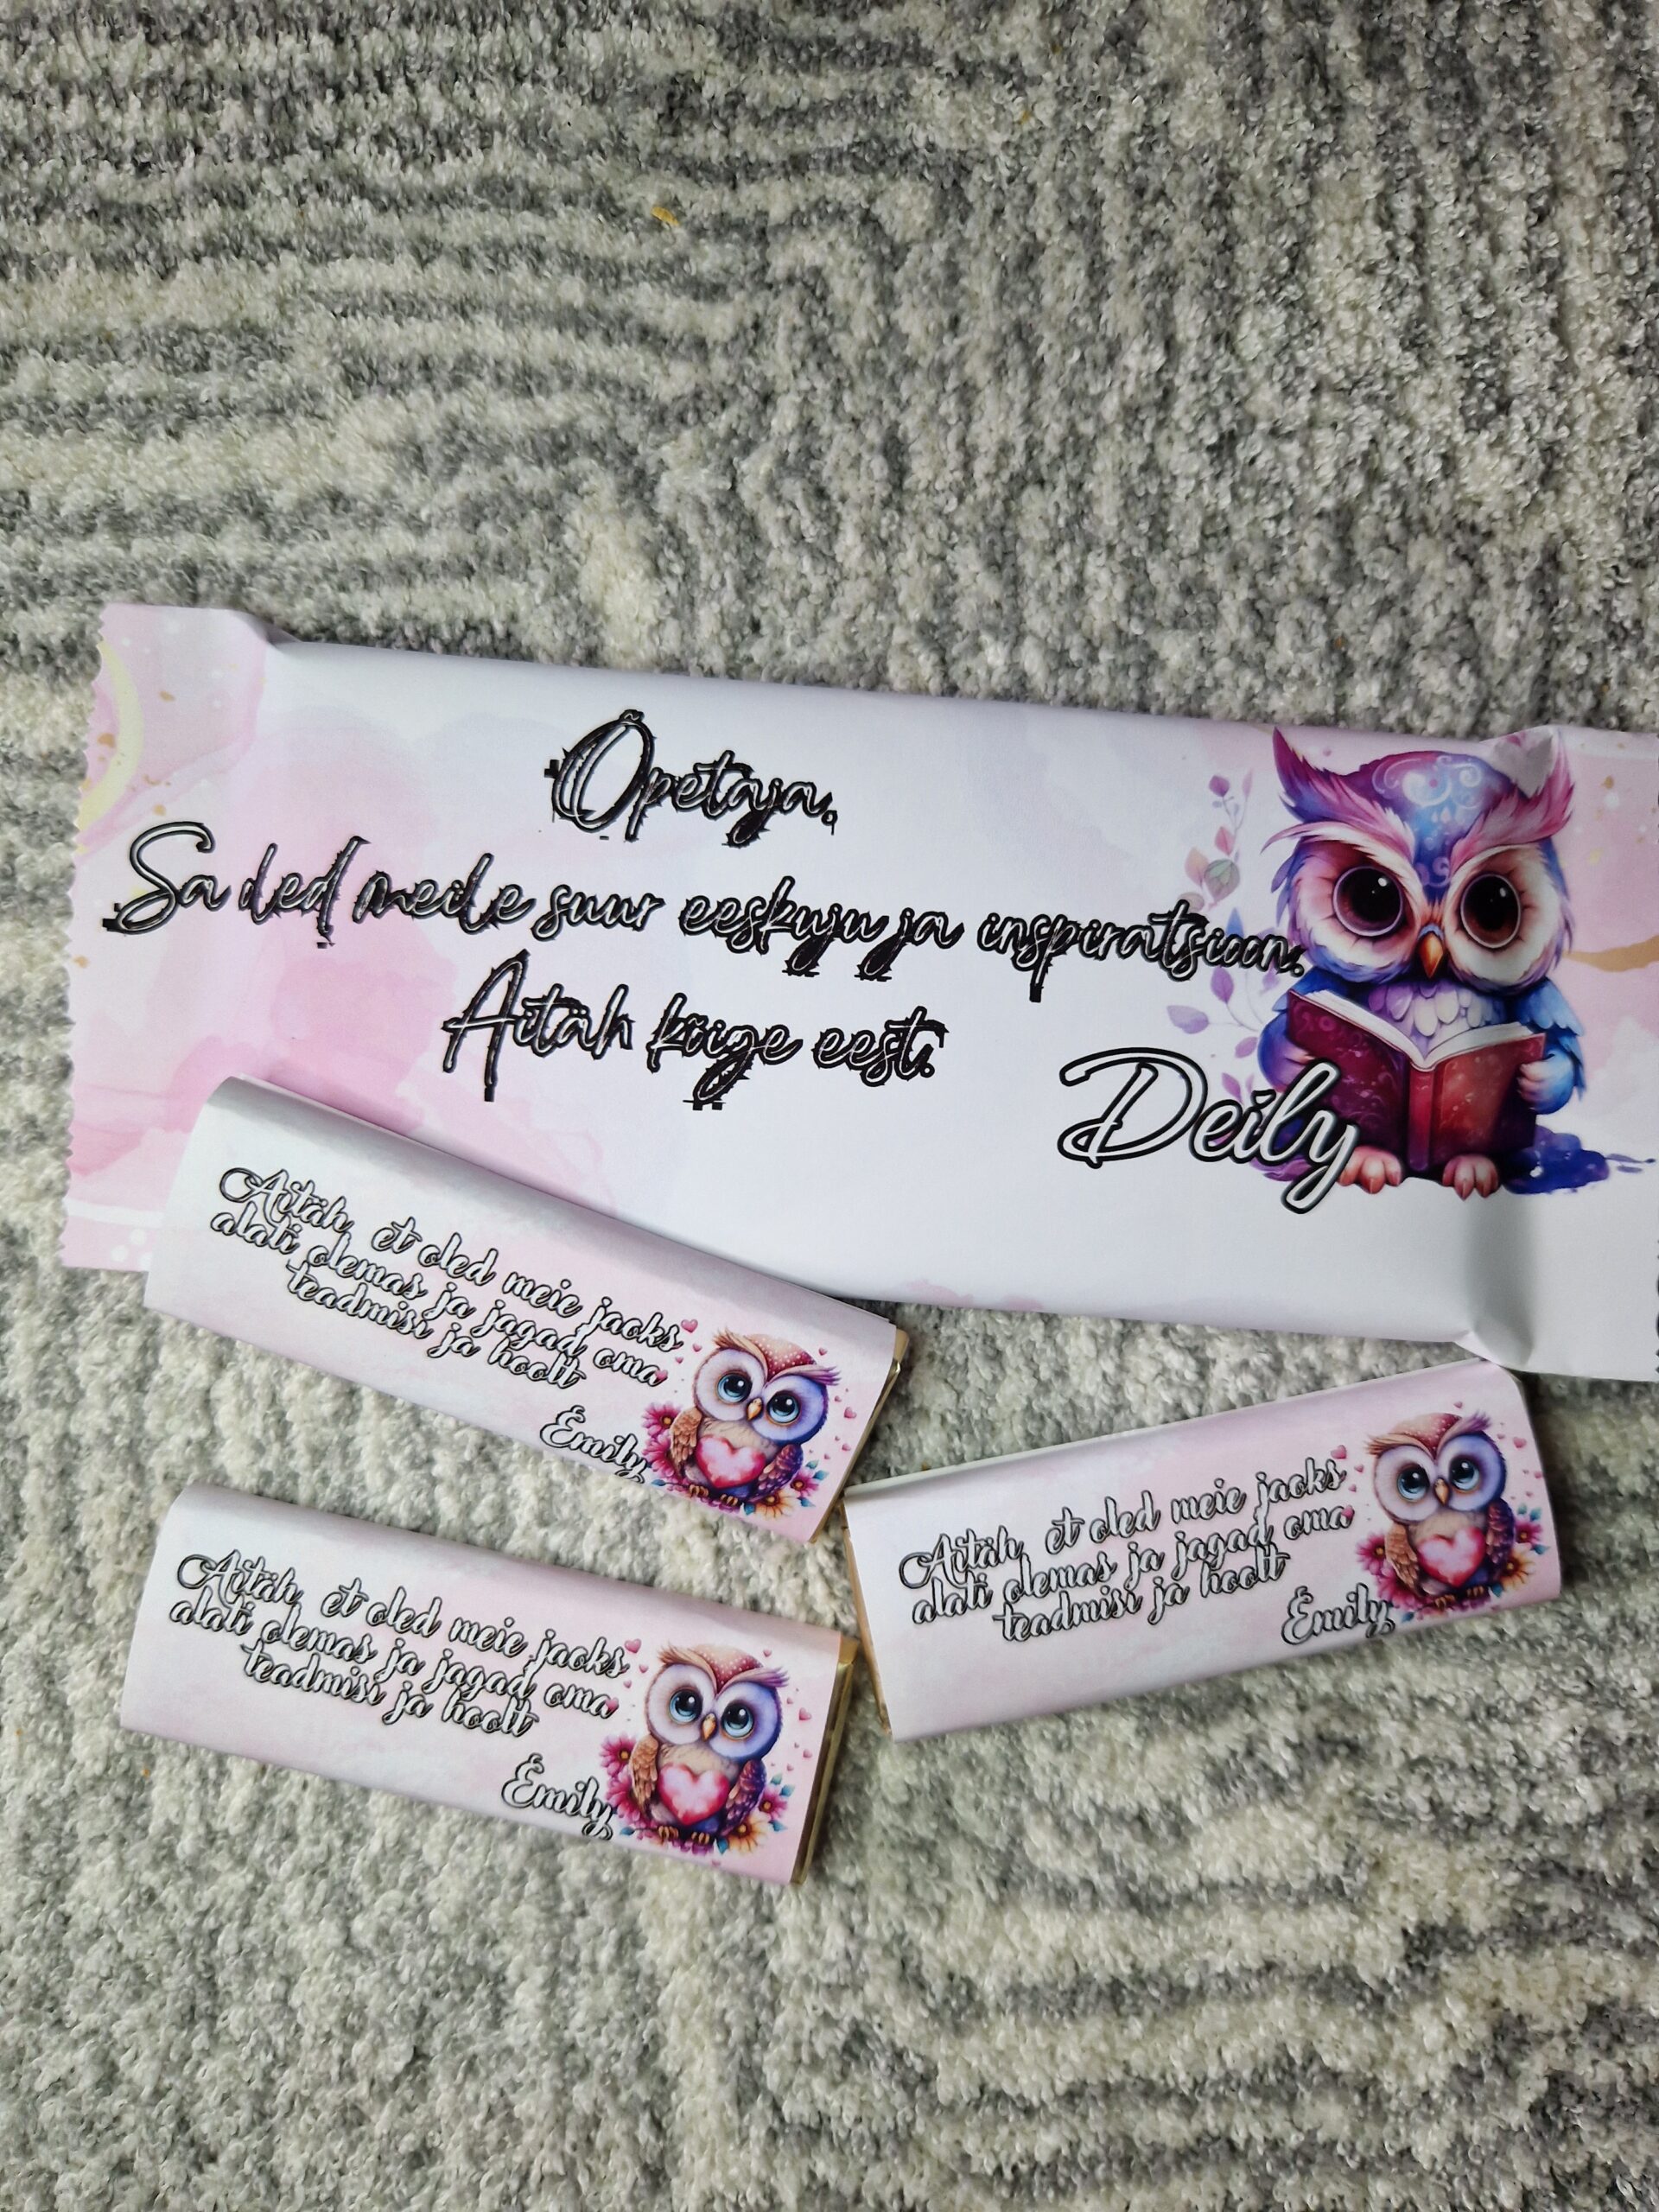 Õpetaja.
Sa oled meile suur eeskuju ja inspiratsioon.
Aitäh kõige eest.
Deily
Aitäh, et oled meie jaoks
alati olemas ja jagad oma
teadmisi ja hoolt
Emily
Aitäh, et oled meie jaoks
alati olemas ja jagad oma
teadmisi ja hoolt
Emily
Aitäh, et oled meie jaoks
alati olemas ja jagad oma
teadmisi ja hoolt
Emily